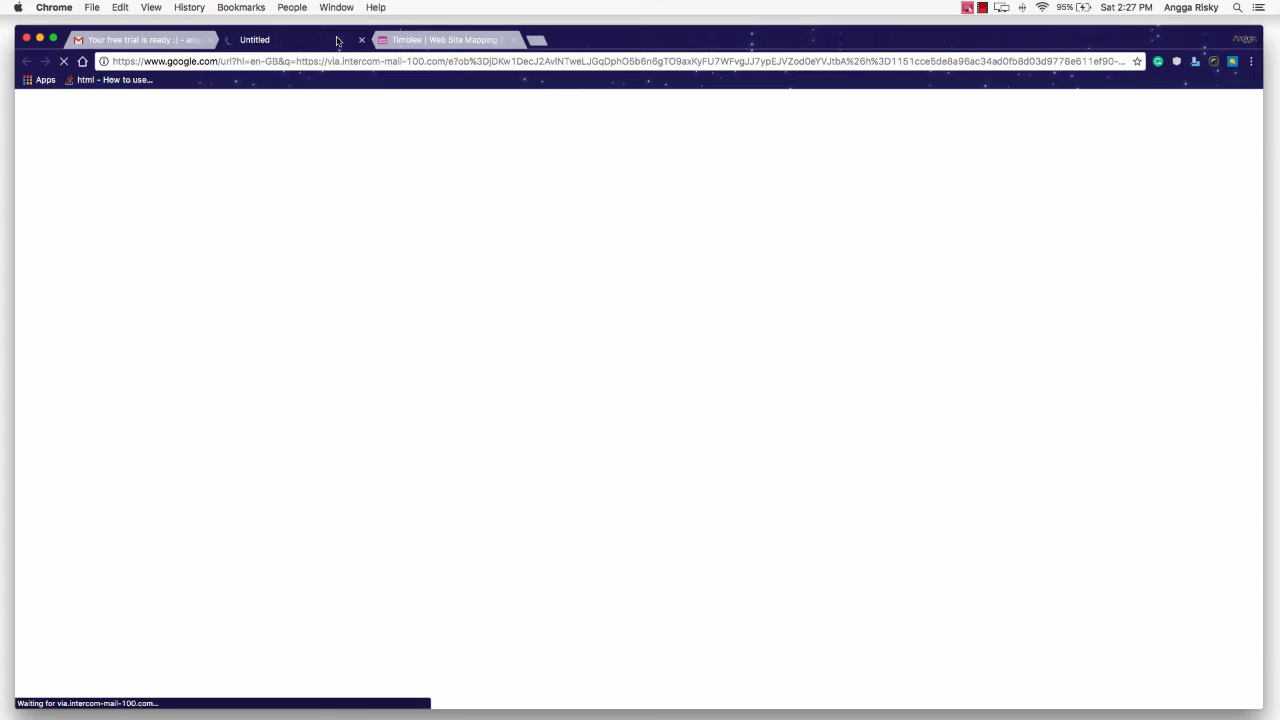 Chrome File Edit View History Bookmarks People Window Help 95% Sat 2:27 PM Angga Risky
Your free trial is ready :) - ang Untitled Timblee | Web Site Mapping
https://www.google.com/url?hl=en-GB&q=https://via.intercom-mail-100.com/e?ob%3DjDKw1DecJ2AvlNTweLJGqDphO5b6n6gTO9axKyFU7WFvgJJ7ypEJVZod0eYVJtbA%26h%3D1151cce5de8a96ac34ad0fb8d03d9778e611ef90-...
Apps html - How to use...
Waiting for via.intercom-mail-100.com...